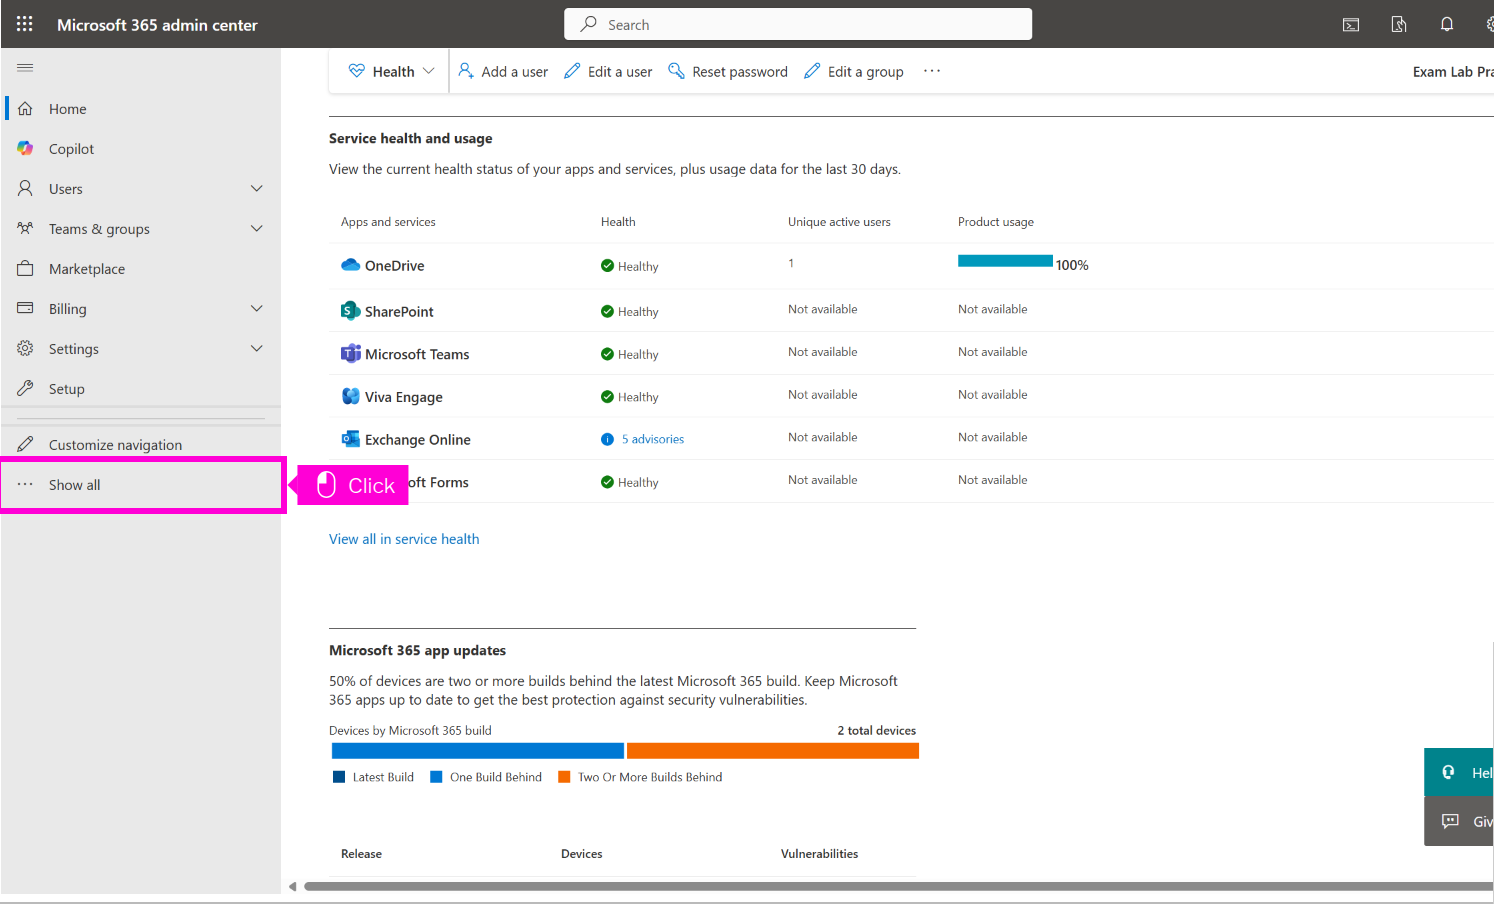 Microsoft 365 admin center
Search
Health
Add a user
Edit a user
Reset password
Edit a group
Exam Lab Pra
Home
Copilot
Users
Teams & groups
Marketplace
Billing
Settings
Setup
Customize navigation
Show all
Click
Service health and usage
View the current health status of your apps and services, plus usage data for the last 30 days.
Apps and services Health Unique active users Product usage
OneDrive Healthy 1 100%
SharePoint Healthy Not available Not available
Microsoft Teams Healthy Not available Not available
Viva Engage Healthy Not available Not available
Exchange Online 5 advisories Not available Not available
oft Forms Healthy Not available Not available
View all in service health
Microsoft 365 app updates
50% of devices are two or more builds behind the latest Microsoft 365 build. Keep Microsoft
365 apps up to date to get the best protection against security vulnerabilities.
Devices by Microsoft 365 build 2 total devices
Latest Build One Build Behind Two Or More Builds Behind
Release Devices Vulnerabilities
Hel
Giv